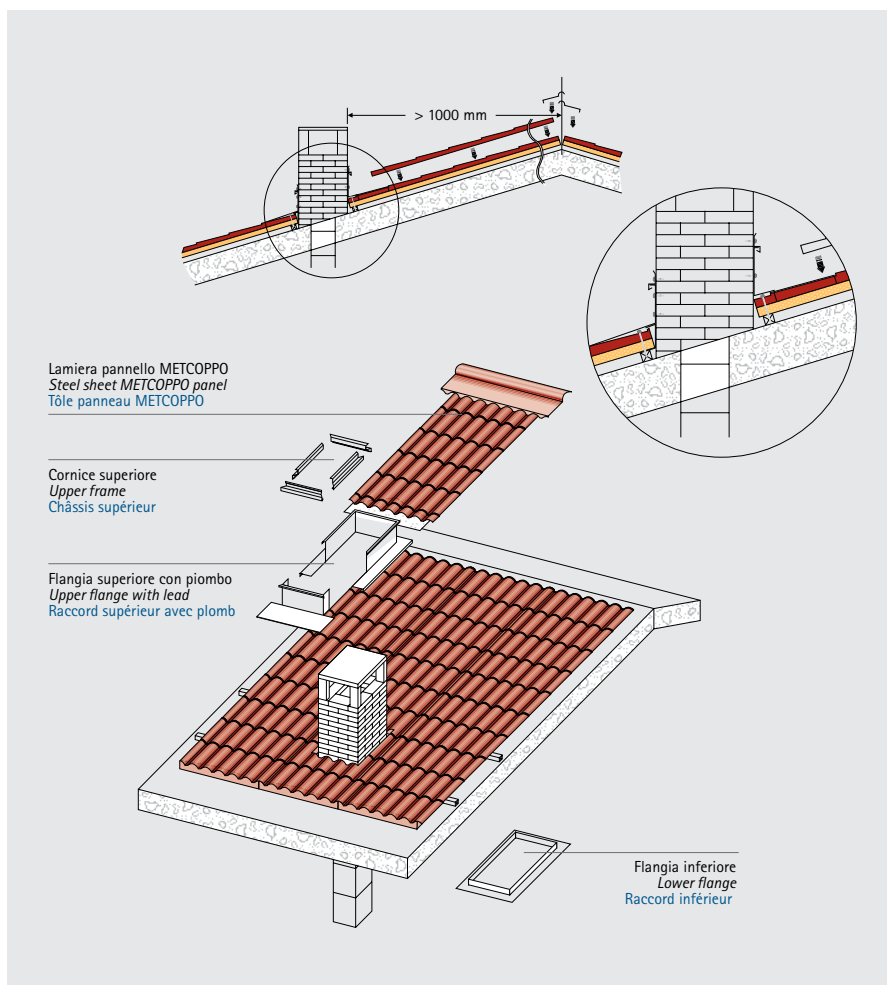 > 1000 mm
Lamiera pannello METCOPPO
Steel sheet METCOPPO panel
Tôle panneau METCOPPO
Cornice superiore
Upper frame
Châssis supérieur
Flangia superiore con piombo
Upper flange with lead
Raccord supérieur avec plomb
Flangia inferiore
Lower flange
Raccord inférieur